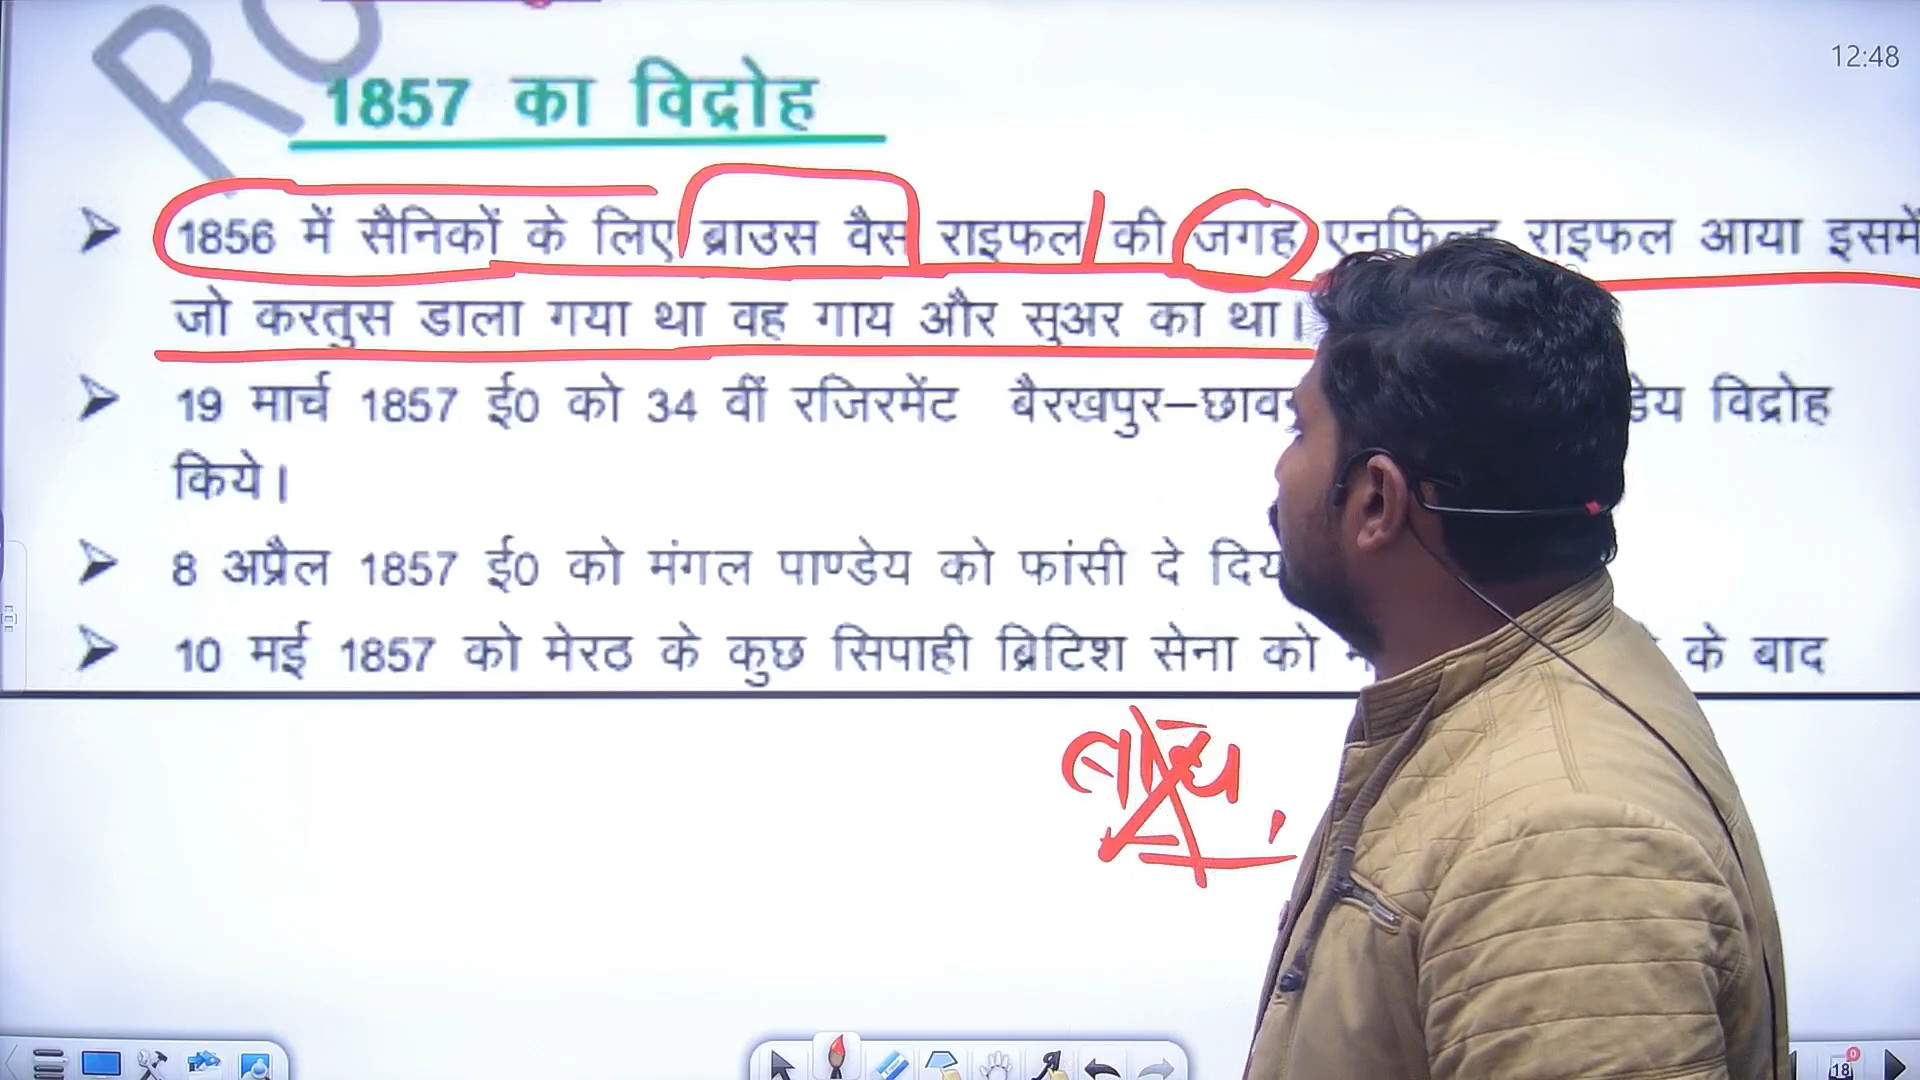 12:48
1857 का विद्रोह
1856 में सैनिकों के लिए ब्राउस वैस राइफल की जगह एनफिल्ड राइफल आया इसमें
जो करतुस डाला गया था वह गाय और सुअर का था।
19 मार्च 1857 ई0 को 34 वीं रजिरमेंट बैरखपुर–छाव विद्रोह
किये।
8 अप्रैल 1857 ई0 को मंगल पाण्डेय को फांसी दे
10 मई 1857 को मेरठ के कुछ सिपाही ब्रिटिश सेना को के बाद
18